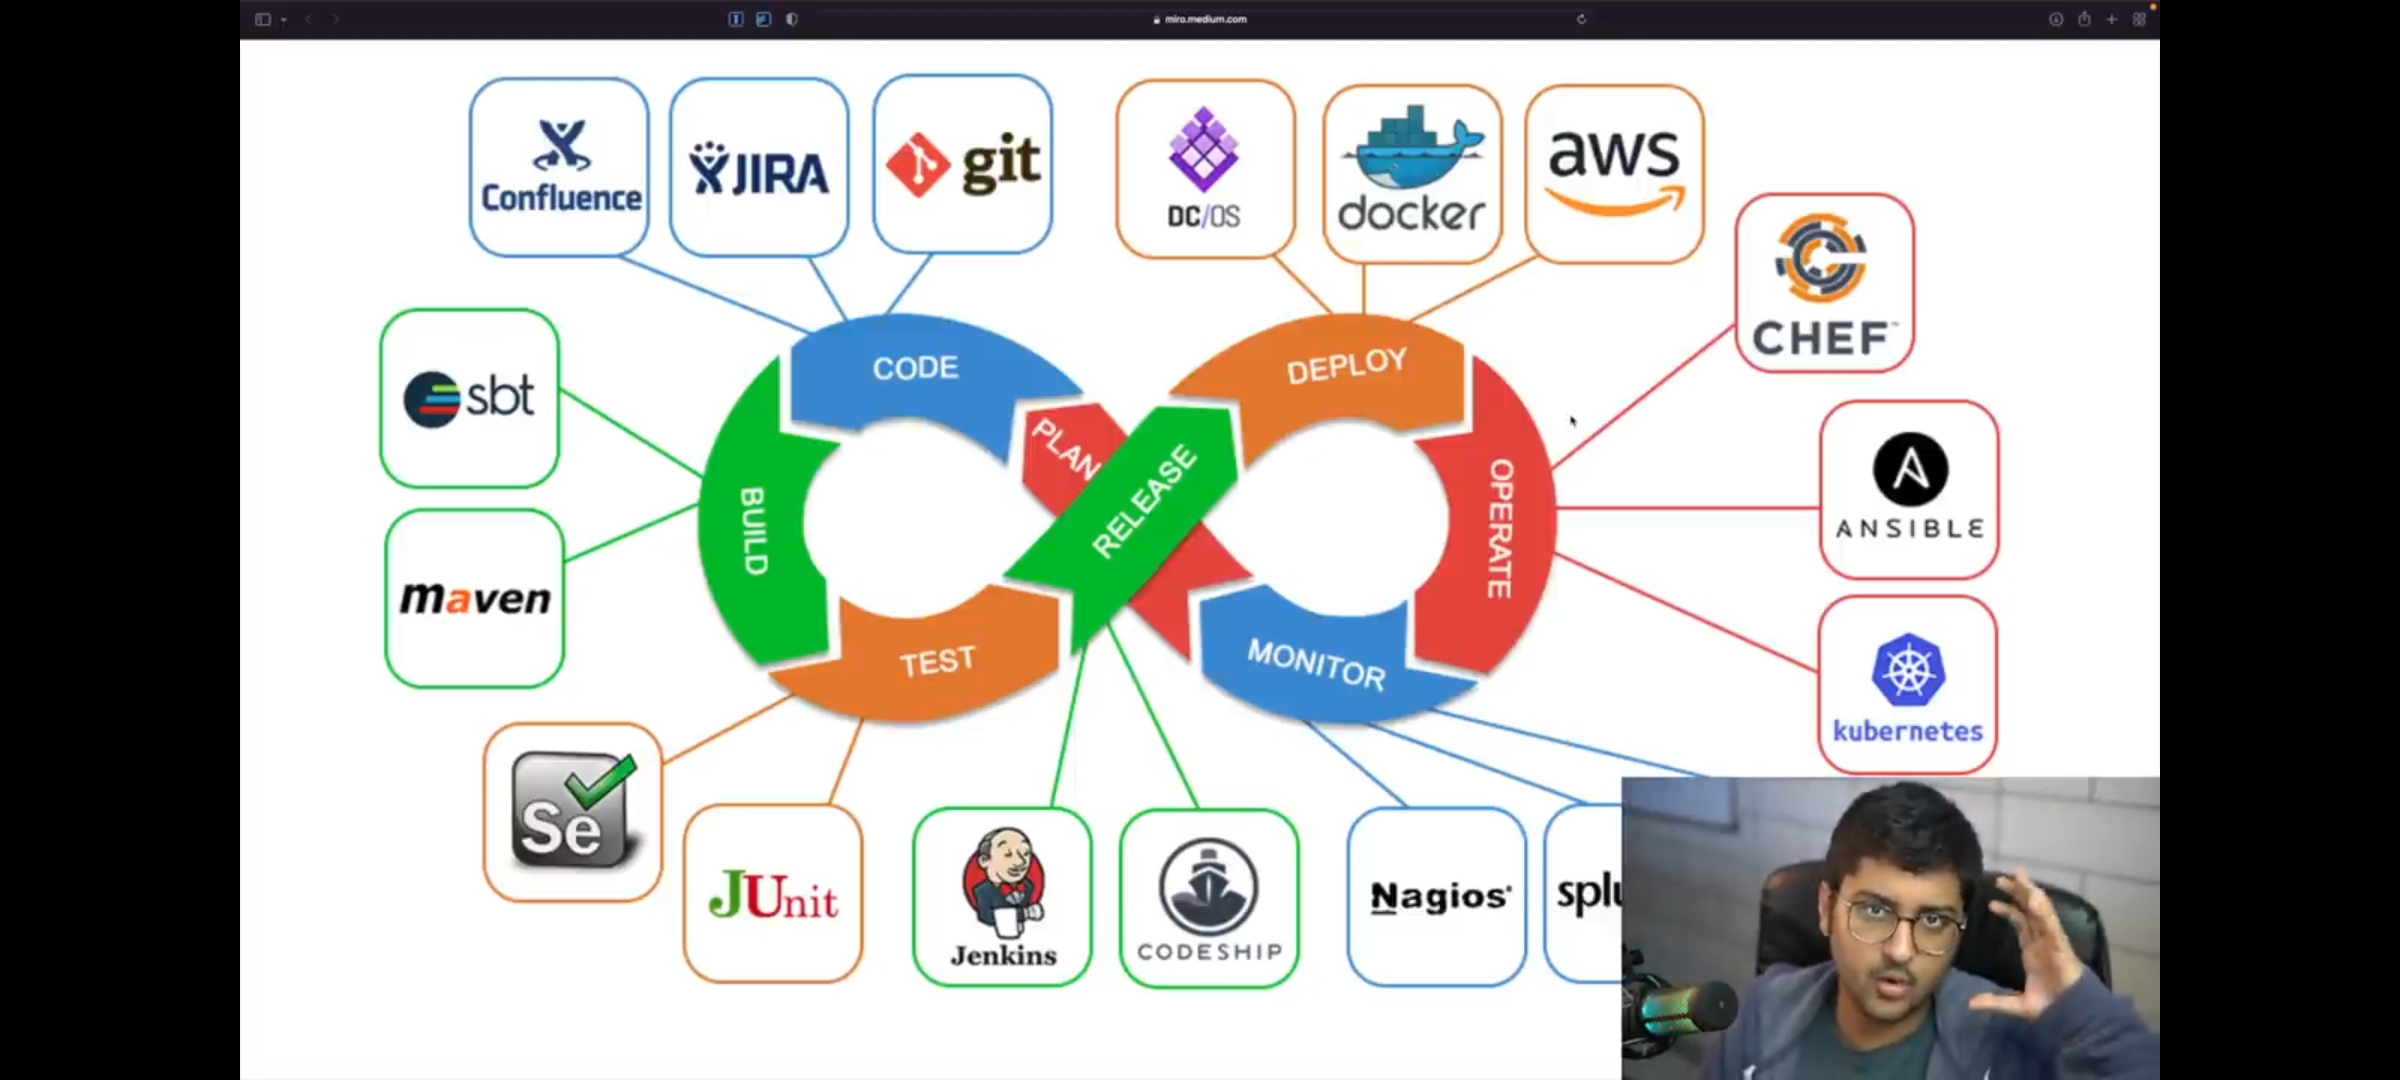 miro.medium.com
Confluence
JIRA
git
DC/OS
docker
aws
CHEF™
sbt
CODE
DEPLOY
PLAN
RELEASE
BUILD
OPERATE
ANSIBLE
maven
TEST
MONITOR
kubernetes
Se
JUnit
Jenkins
CODESHIP
Nagios®
splu